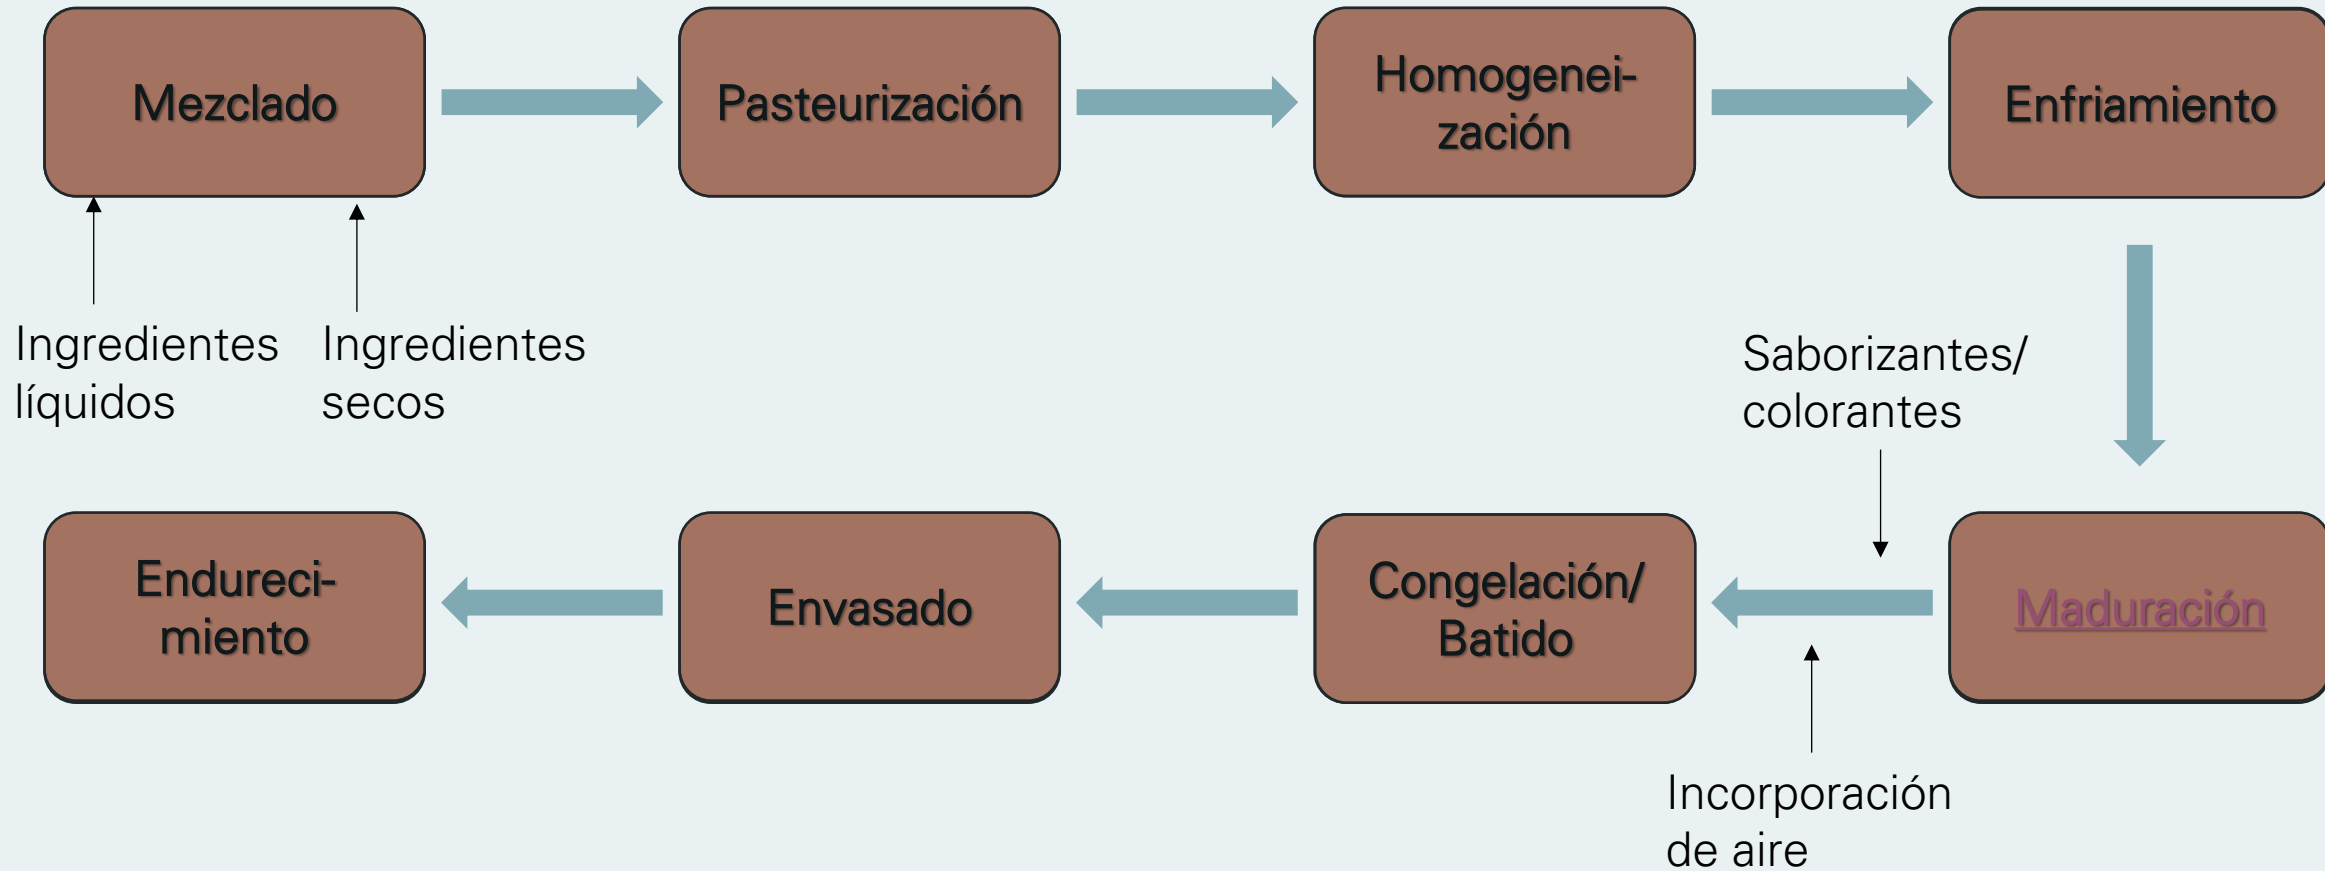 Mezclado
Pasteurización
Homogenei-
zación
Enfriamiento
Ingredientes
líquidos
Ingredientes
secos
Saborizantes/
colorantes
Endureci-
miento
Envasado
Congelación/
Batido
Maduración
Incorporación
de aire